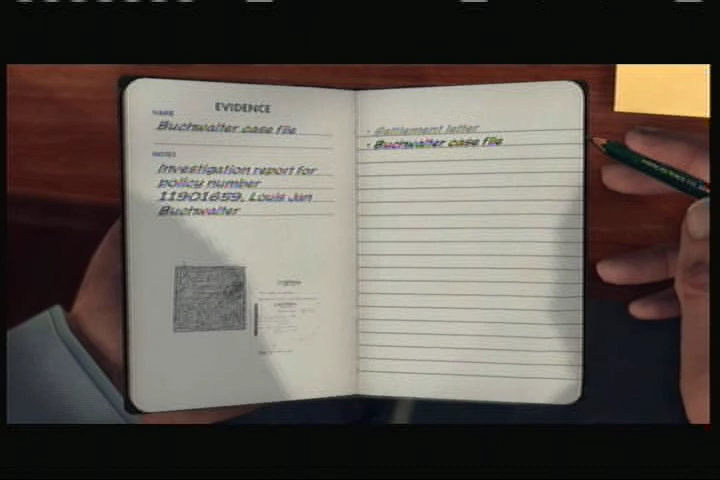 EVIDENCE
NAME
Buchwalter case file
NOTES
Investigation report for
policy number
11901659, Louis Jan
Buchwalter
- Settlement letter
- Buchwalter case file